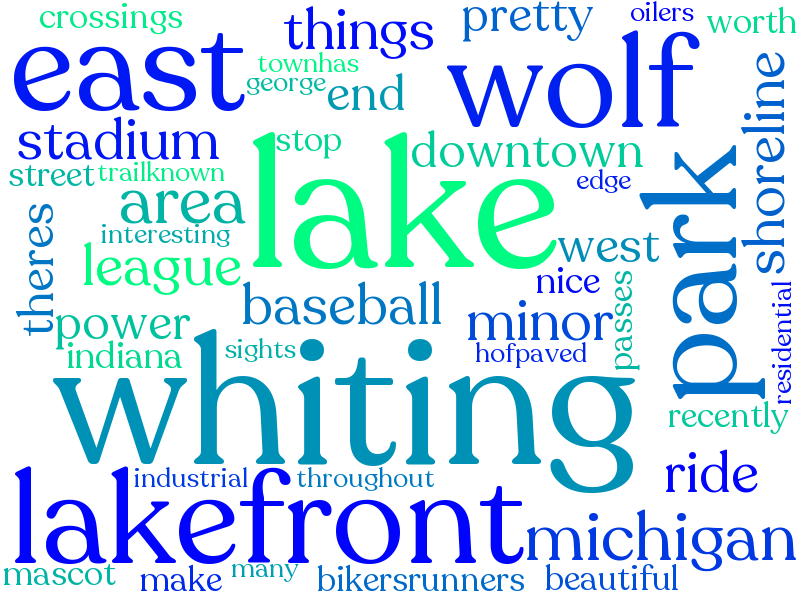 crossings
things
pretty
oilers
worth
east
townhas
george
end
wolf
stadium
stop
downtown
shoreline
street
trailknown
area
lake
edge
park
theres
interesting
west
league
nice
baseball
minor
passes
residential
power
indiana
sights
hofpaved
whiting
recently
industrial
throughout
ride
lakefront
michigan
mascot
make
many
bikersrunners
beautiful